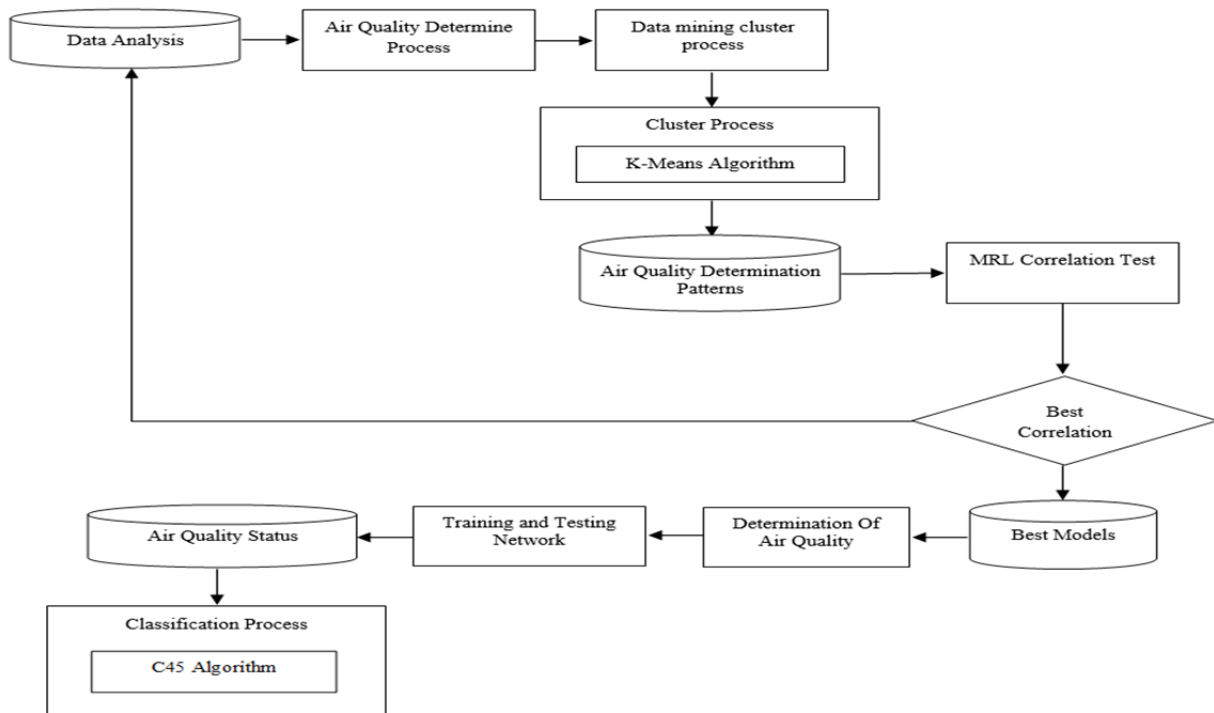 Data Analysis
Air Quality Determine
Process
Data mining cluster
process
Cluster Process
K-Means Algorithm
Air Quality Determination
Patterns
MRL Correlation Test
Best
Correlation
Best Models
Determination Of
Air Quality
Training and Testing
Network
Air Quality Status
Classification Process
C45 Algorithm